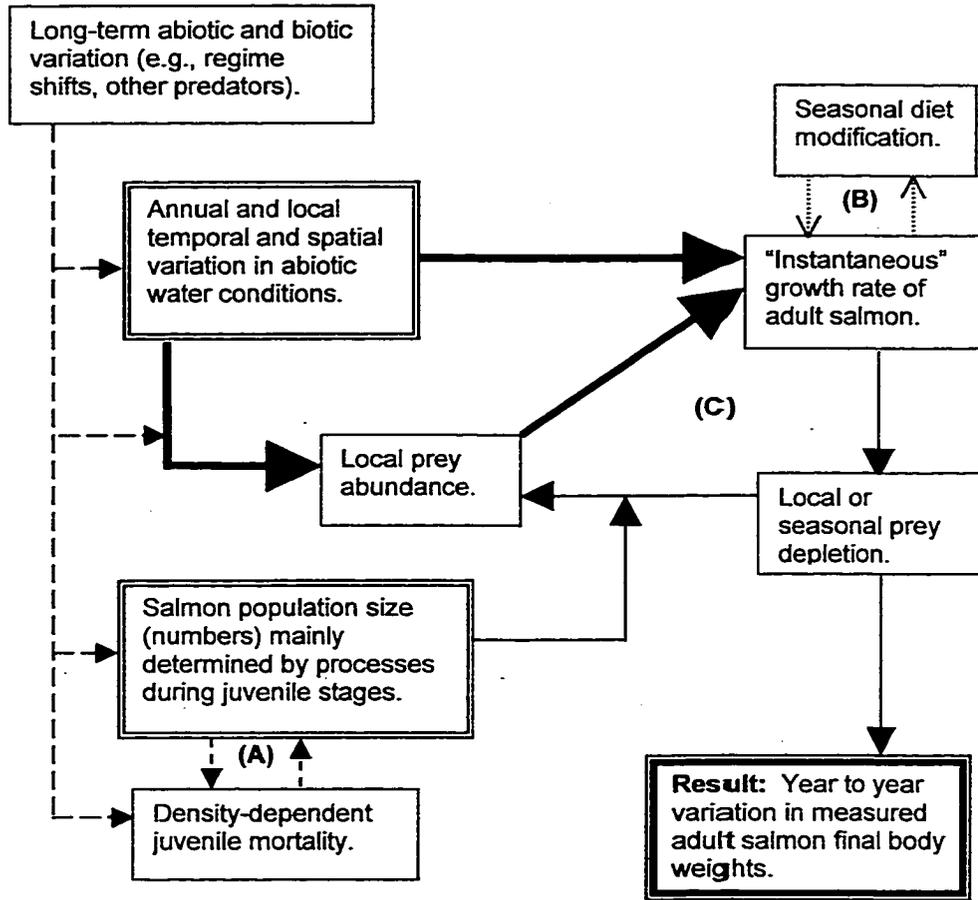 Long-term abiotic and biotic
variation (e.g., regime
shifts, other predators).
Seasonal diet
modification.
(B)
Annual and local
temporal and spatial
variation in abiotic
water conditions.
"Instantaneous"
growth rate of
adult salmon.
(C)
Local prey
abundance.
Local or
seasonal prey
depletion.
Salmon population size
(numbers) mainly
determined by processes
during juvenile stages.
(A)
Density-dependent
juvenile mortality.
Result: Year to year
variation in measured
adult salmon final body
weights.